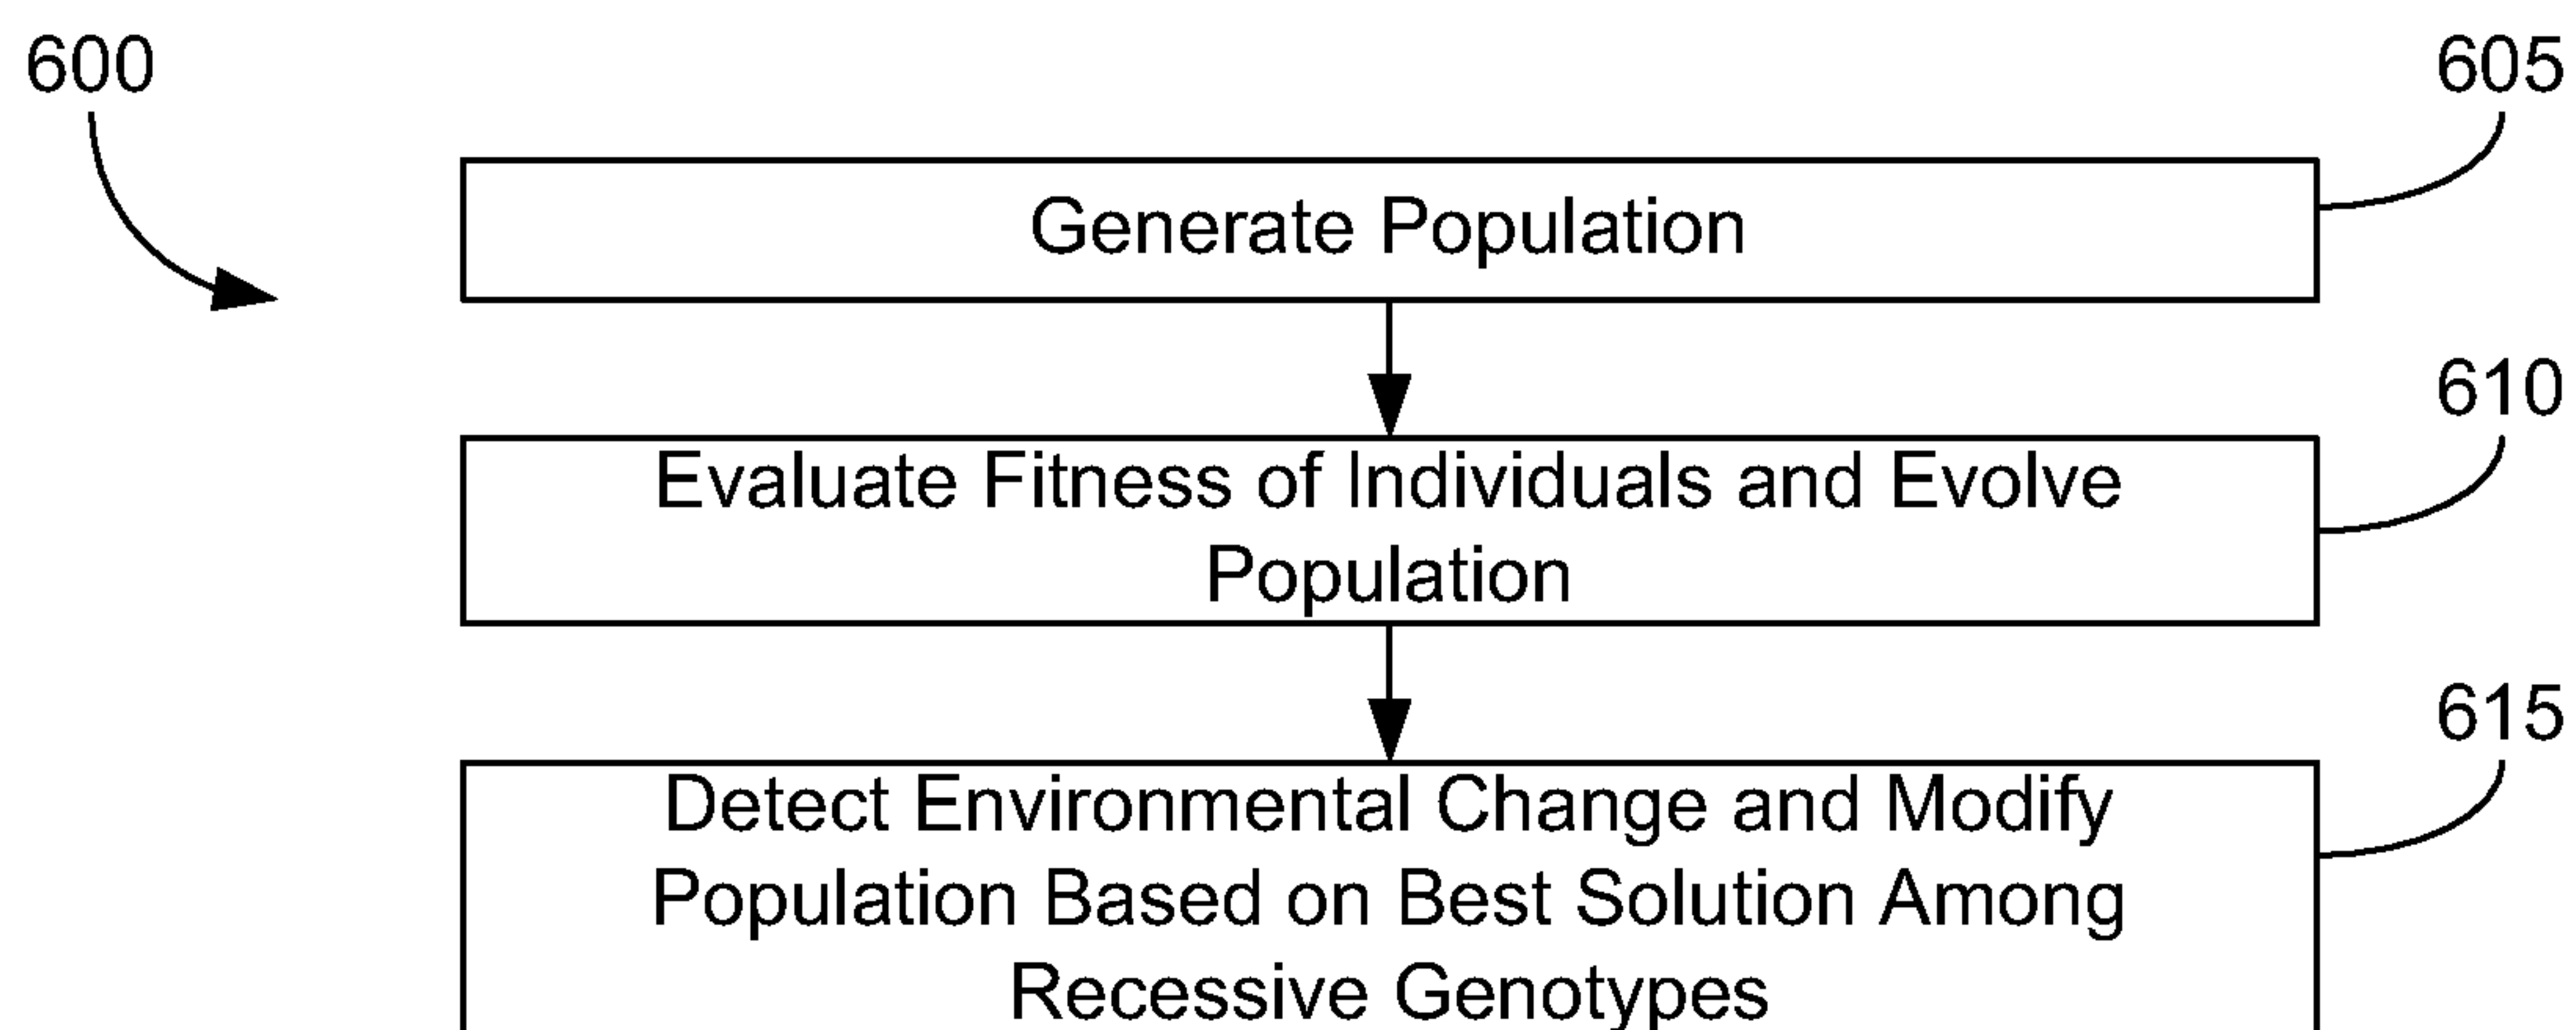 600
605
Generate Population
610
Evaluate Fitness of Individuals and Evolve
Population
615
Detect Environmental Change and Modify
Population Based on Best Solution Among
Recessive Genotypes